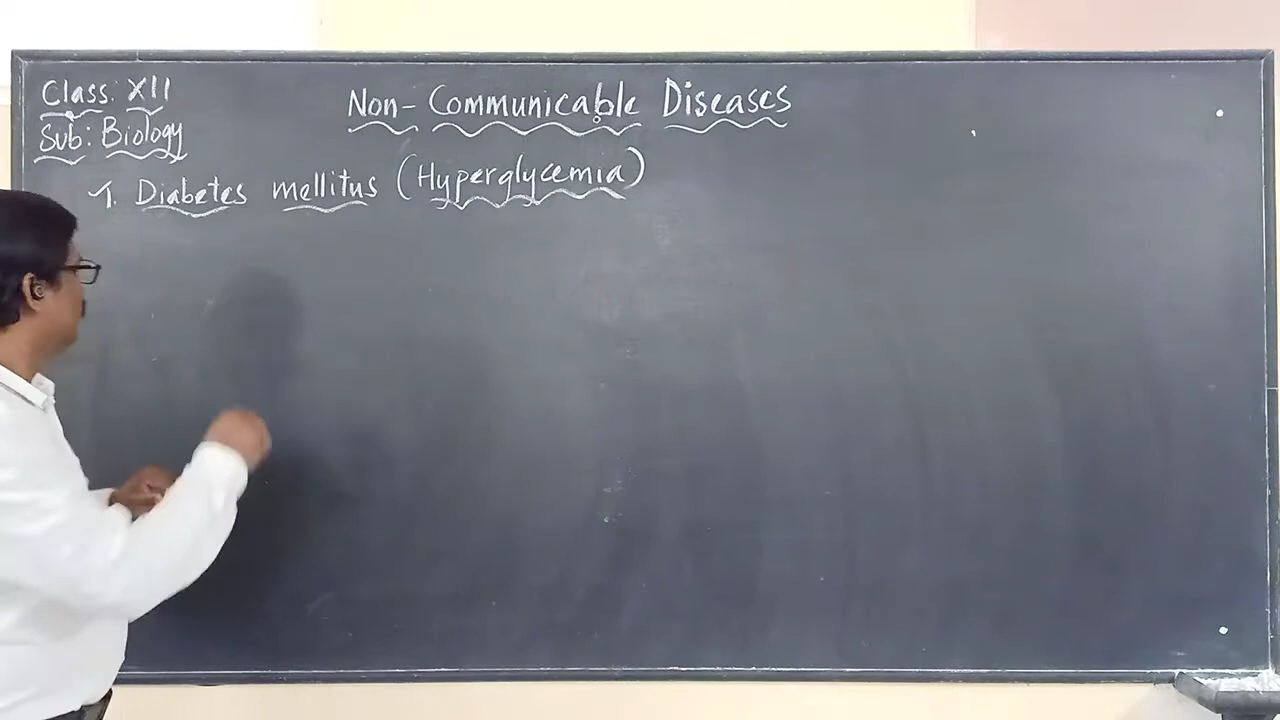 Class: XII
Non-Communicable Diseases
Sub: Biology
1. Diabetes mellitus (Hyperglycemia)